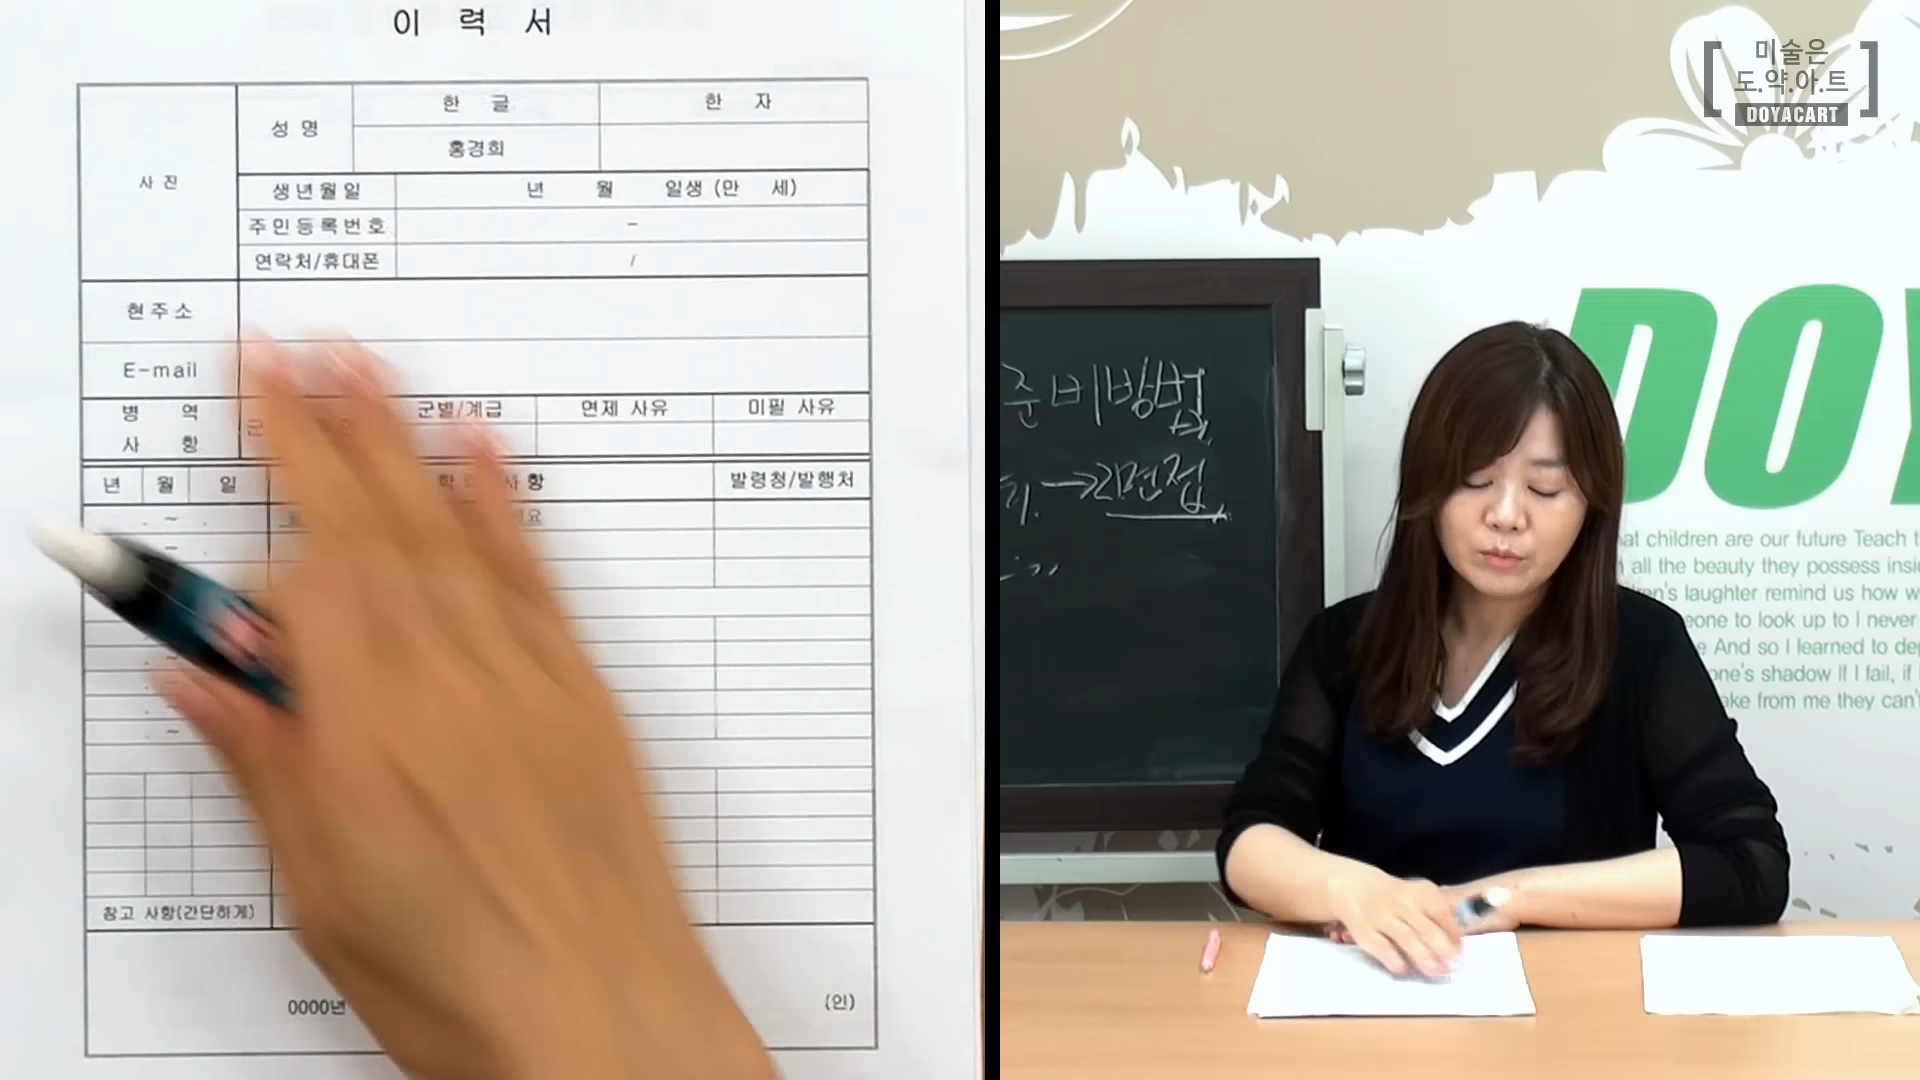 이 력 서
사 진
성 명
한 글
한 자
홍경희
생 년 월 일
년 월 일생 (만 세)
주 민 등 록 번 호
-
연락처/휴대폰
/
현 주 소
E-mail
병 역
사 항
군별/계급
면제 사유
미필 사유
년 월 일
사 항
발령청/발행처
. ~ .
참고 사항(간단하게)
0000년
(인)
미술은
도.약.아.트
DOYACART
준비방법
→ 2면접
DOY
at children are our future Teach
all the beauty they possess
laughter remind us how
to look up to I never
And so I learned to
shadow If I fail, if
from me they can't